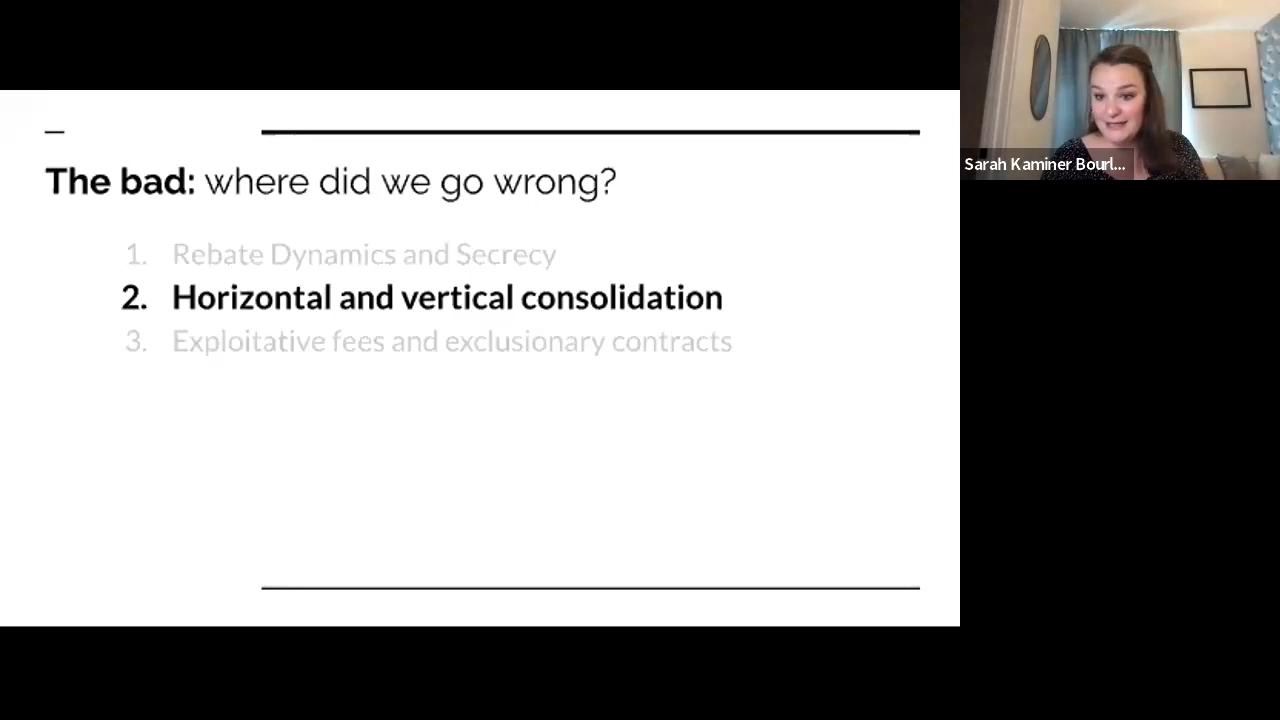 The bad: where did we go wrong?
1. Rebate Dynamics and Secrecy
2. Horizontal and vertical consolidation
3. Exploitative fees and exclusionary contracts
Sarah Kaminer Bourl...